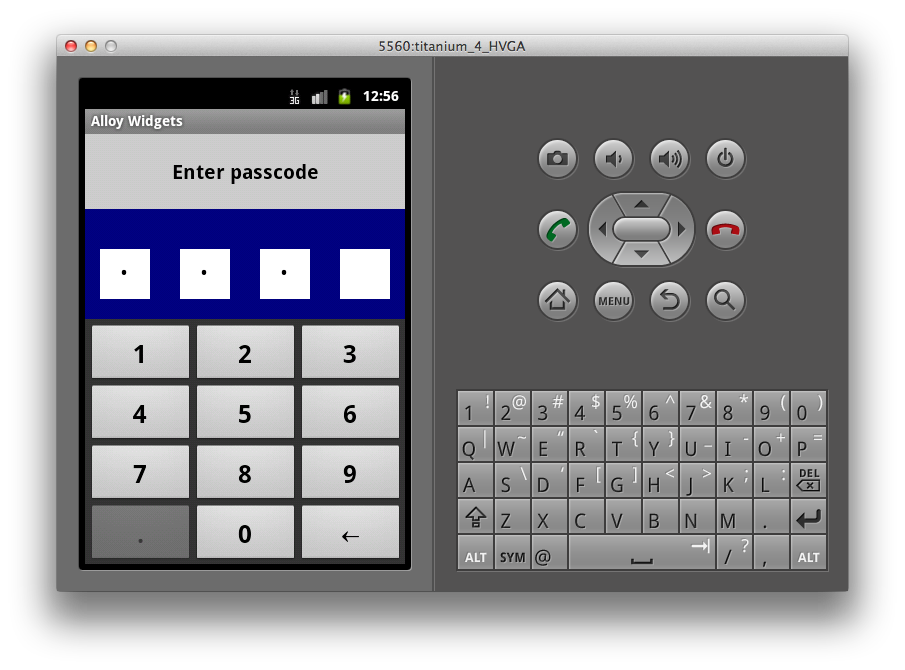 5560:titanium_4_HVGA
3G 12:56
Alloy Widgets
Enter passcode
• • •
1 2 3
4 5 6
7 8 9
. 0 ←
MENU
1 ! 2 @ 3 # 4 $ 5 % 6 ^ 7 & 8 * 9 ( 0 )
Q | W ~ E “ R ` T { Y } U _ I - O + P =
A S \ D ‘ F [ G ] H < J > K ; L : DEL
Z X C V B N M .
ALT SYM @ / ? , ALT